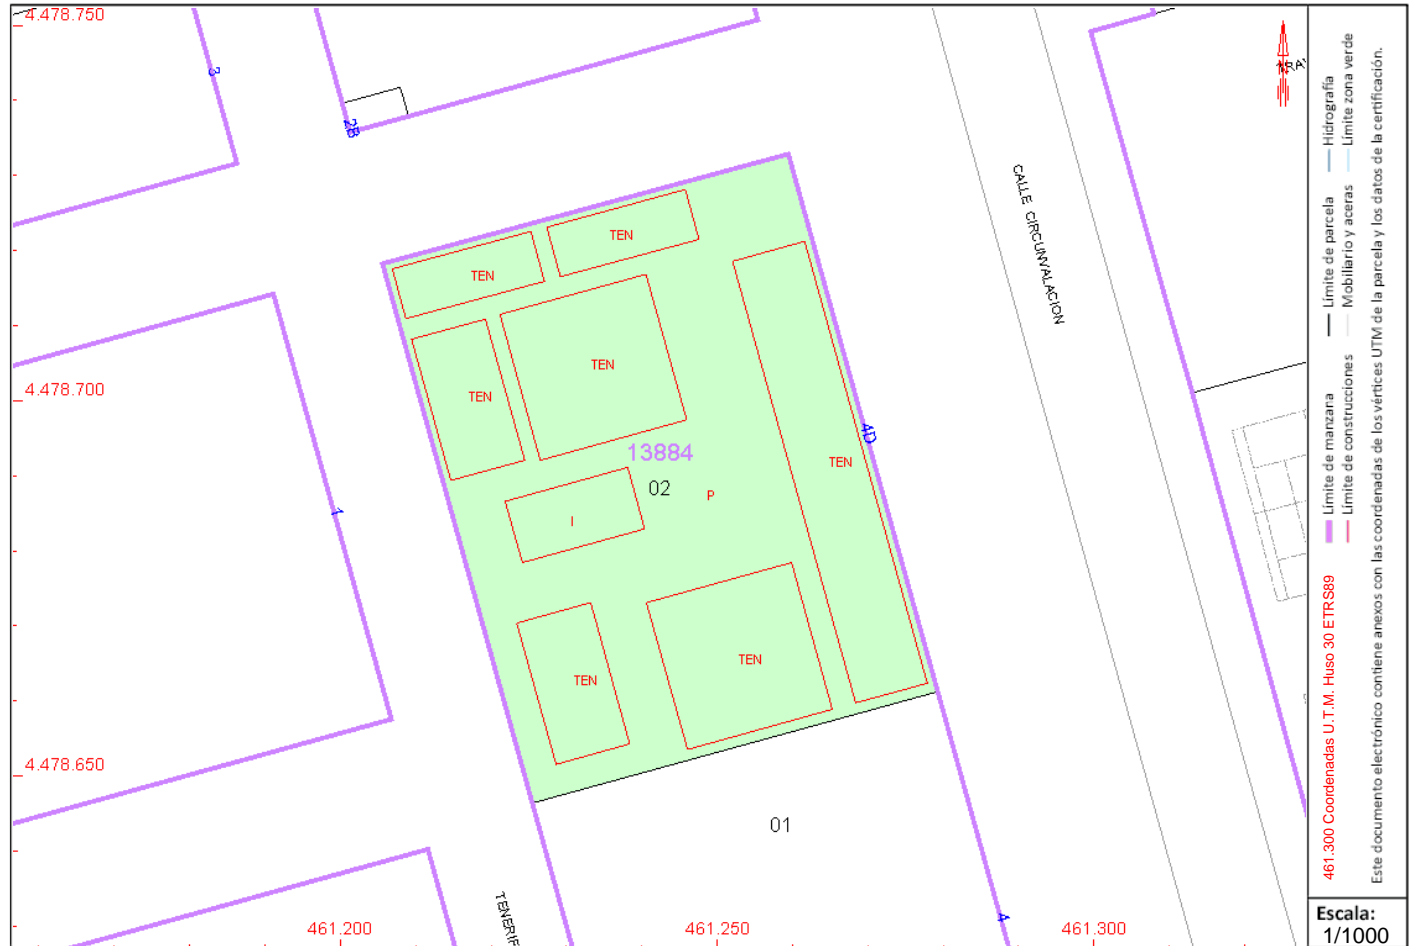 4.478.750
3
2B
TEN
TEN
TEN
TEN
CALLE CIRCUNVALACION
4.478.700
13884
02
P
4D
TEN
I
1
TEN
TEN
4.478.650
01
4
461.200
461.250
461.300
Límite de manzana
Límite de parcela
Hidrografía
Límite de construcciones
Mobiliario y aceras
Límite zona verde
461.300 Coordenadas U.T.M. Huso 30 ETRS89
Este documento electrónico contiene anexos con las coordenadas de los vértices UTM de la parcela y los datos de la certificación.
Escala:
1/1000